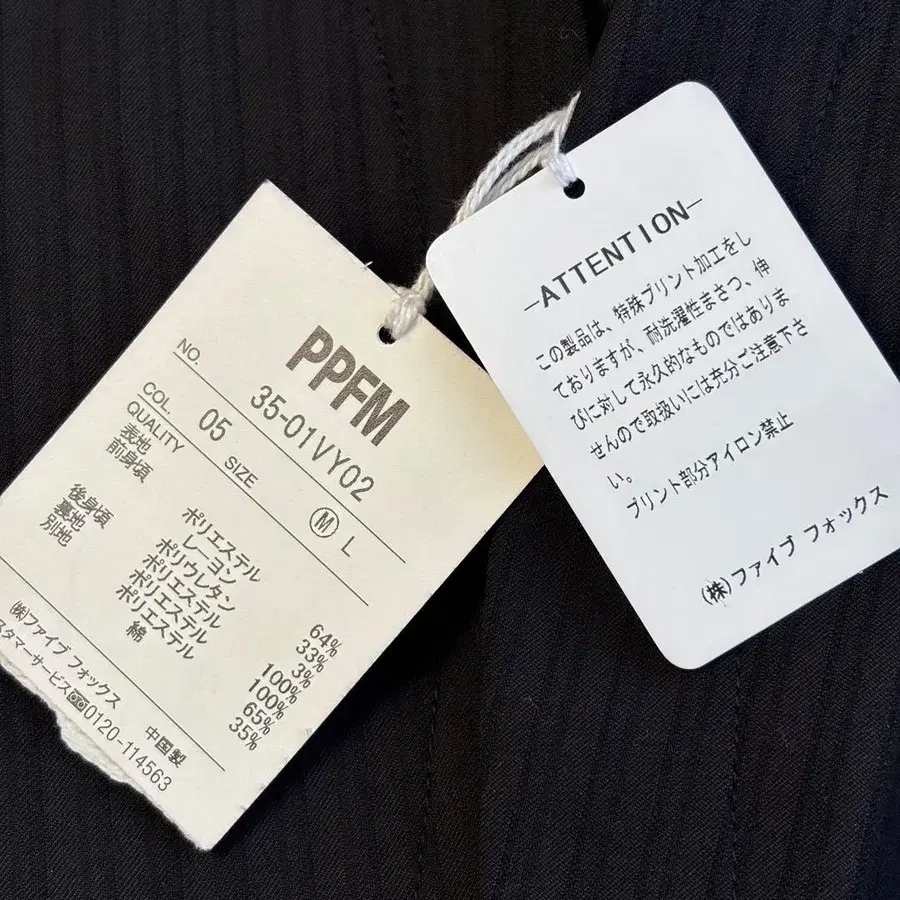 PPFM
NO. 35-01VY02
COL. 05 SIZE Ⓜ L
QUALITY
表地
前身頃 ポリエステル 64%
レーヨン 33%
ポリウレタン 3%
後身頃 ポリエステル 100%
裏地 ポリエステル 100%
別地 ポリエステル 65%
綿 35%
(株)ファイブ フォックス 中国製
スタマーサービス 0120-114563
—ATTENTION—
この製品は、特殊プリント加工をし
ておりますが、耐洗濯性まさつ、伸
びに対して永久的なものではありま
せんので取扱いには充分ご注意下さ
い。
プリント部分アイロン禁止
(株)ファイブ フォックス